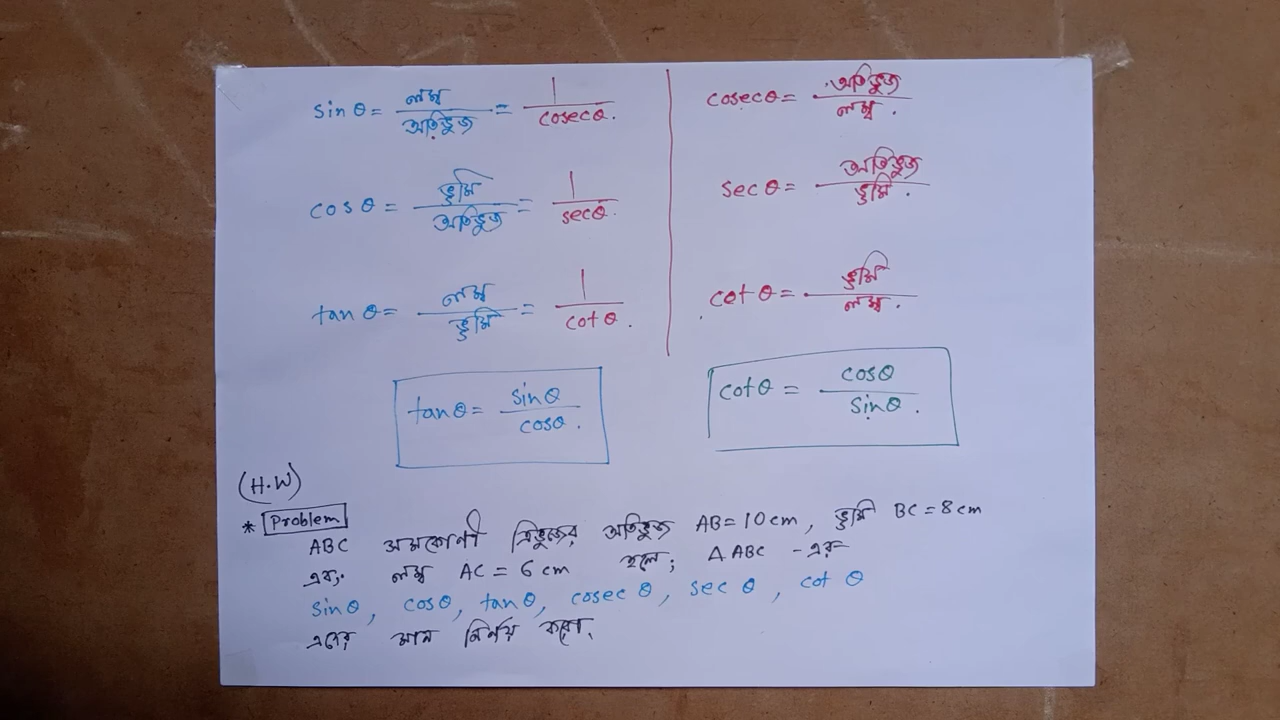 sin θ = লম্ব / অতিভুজ = 1 / cosec θ.
cosec θ = অতিভুজ / লম্ব.
cos θ = ভুমি / অতিভুজ = 1 / sec θ.
sec θ = অতিভুজ / ভুমি.
tan θ = লম্ব / ভুমি = 1 / cot θ.
cot θ = ভুমি / লম্ব.
tan θ = sin θ / cos θ.
cot θ = cos θ / sin θ.
(H.W)
* Problem
ABC সমকোণী ত্রিভুজের অতিভুজ AB = 10 cm, ভুমি BC = 8 cm
এবং লম্ব AC = 6 cm হলে; Δ ABC - এর
sin θ, cos θ, tan θ, cosec θ, sec θ, cot θ
এদের মান নির্ণয় করো.